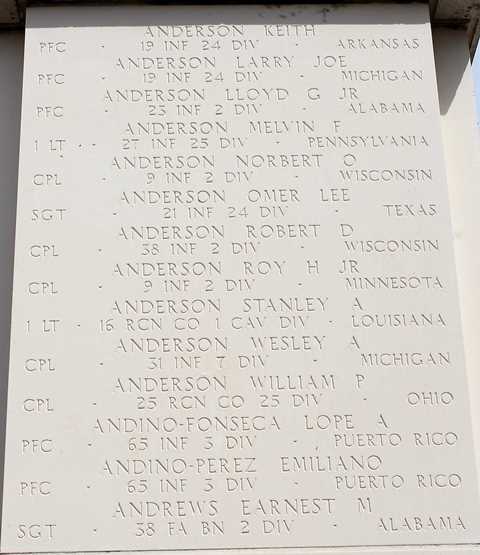 ANDERSON KEITH
PFC · 19 INF 24 DIV · ARKANSAS
ANDERSON LARRY JOE
PFC · 19 INF 24 DIV · MICHIGAN
ANDERSON LLOYD G JR
PFC · 23 INF 2 DIV · ALABAMA
ANDERSON MELVIN F
1 LT · · 27 INF 25 DIV · PENNSYLVANIA
ANDERSON NORBERT O
CPL · 9 INF 2 DIV · WISCONSIN
ANDERSON OMER LEE
SGT · 21 INF 24 DIV · TEXAS
ANDERSON ROBERT D
CPL · 38 INF 2 DIV · WISCONSIN
ANDERSON ROY H JR
CPL · 9 INF 2 DIV · MINNESOTA
ANDERSON STANLEY A
1 LT · 16 RCN CO 1 CAV DIV · LOUISIANA
ANDERSON WESLEY A
CPL · 31 INF 7 DIV · MICHIGAN
ANDERSON WILLIAM P
CPL · 25 RCN CO 25 DIV · OHIO
ANDINO-FONSECA LOPE A
PFC · 65 INF 3 DIV · PUERTO RICO
ANDINO-PEREZ EMILIANO
PFC · 65 INF 3 DIV · PUERTO RICO
ANDREWS EARNEST M
SGT · 38 FA BN 2 DIV · ALABAMA